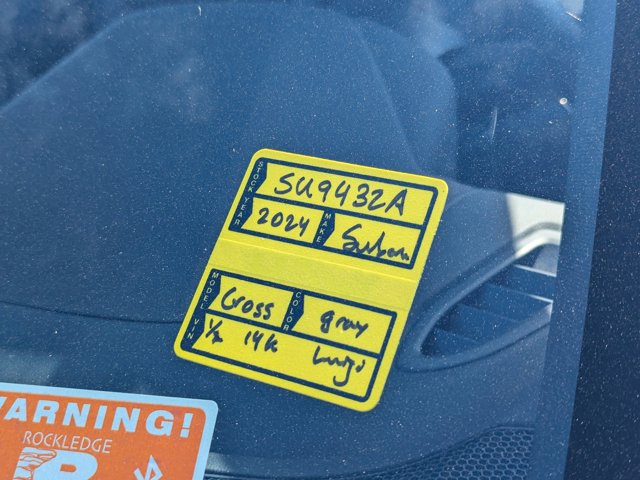 STOCK SU9432A
YEAR 2024 MAKE Subaru
MODEL Cross COLOR gray
VIN 14k
WARNING!
ROCKLEDGE